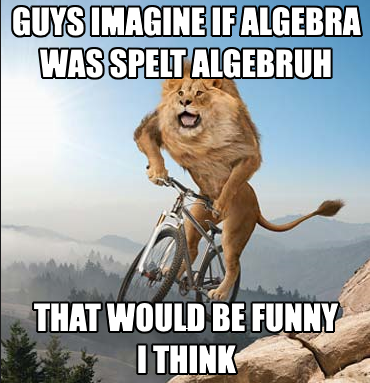 GUYS IMAGINE IF ALGEBRA
WAS SPELT ALGEBRUH
THAT WOULD BE FUNNY
I THINK